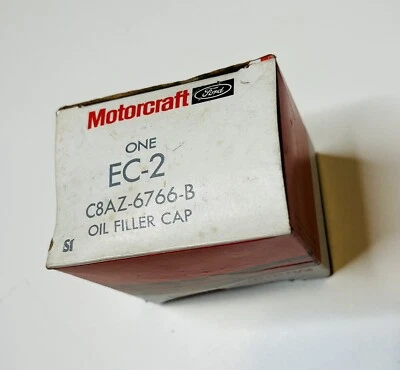 Motorcraft Ford
ONE
EC-2
C8AZ-6766-B
OIL FILLER CAP
SI